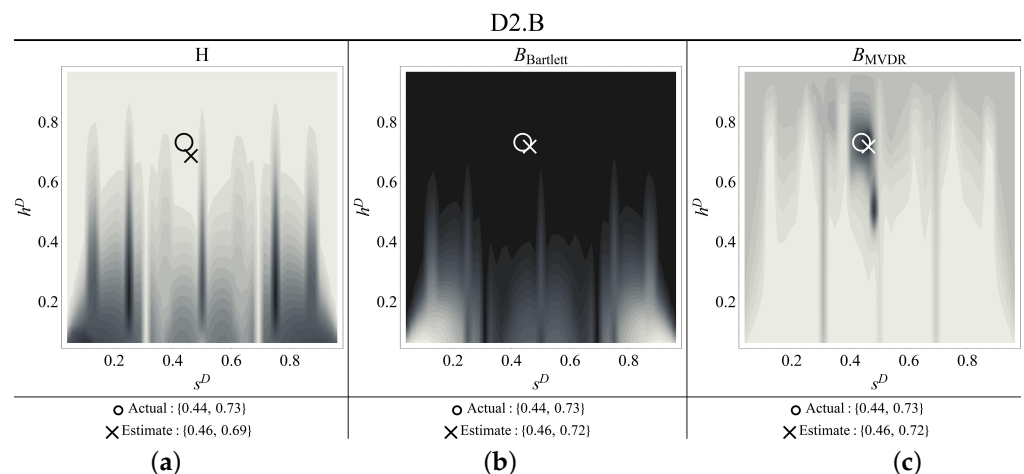 D2.B
H B_Bartlett B_MVDR
0.8 0.8 0.8
0.6 0.6 0.6
h^D h^D h^D
0.4 0.4 0.4
0.2 0.2 0.2
0.2 0.4 0.6 0.8 0.2 0.4 0.6 0.8 0.2 0.4 0.6 0.8
s^D s^D s^D
Actual : {0.44, 0.73} Actual : {0.44, 0.73} Actual : {0.44, 0.73}
Estimate : {0.46, 0.69} Estimate : {0.46, 0.72} Estimate : {0.46, 0.72}
(a) (b) (c)